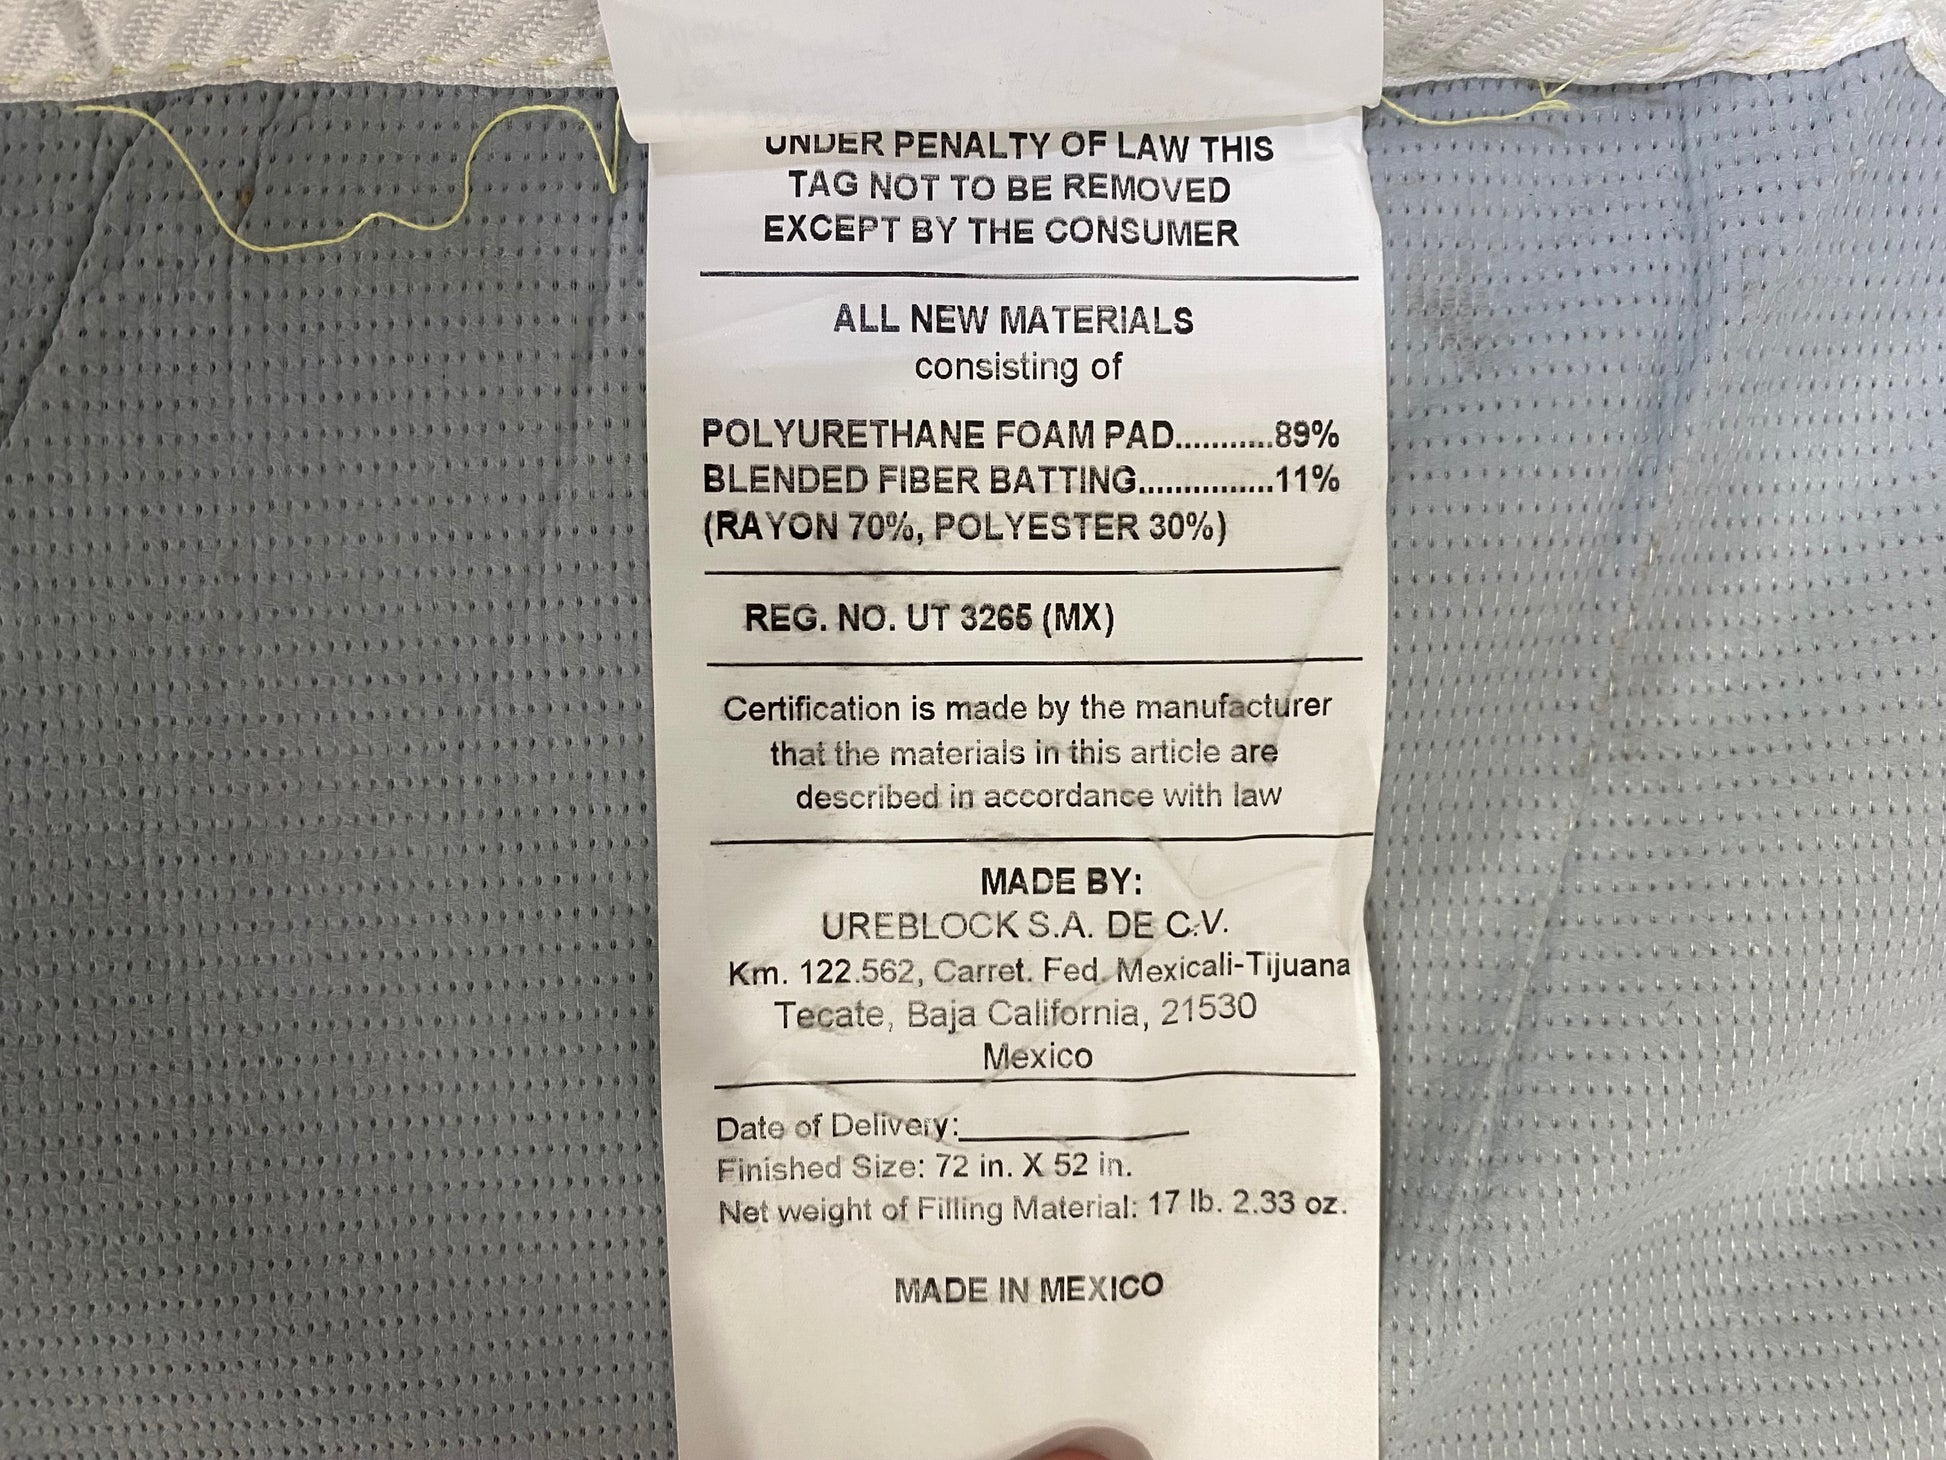 UNDER PENALTY OF LAW THIS
TAG NOT TO BE REMOVED
EXCEPT BY THE CONSUMER
ALL NEW MATERIALS
consisting of
POLYURETHANE FOAM PAD...........89%
BLENDED FIBER BATTING...............11%
(RAYON 70%, POLYESTER 30%)
REG. NO. UT 3265 (MX)
Certification is made by the manufacturer
that the materials in this article are
described in accordance with law
MADE BY:
UREBLOCK S.A. DE C.V.
Km. 122.562, Carret. Fed. Mexicali-Tijuana
Tecate, Baja California, 21530
Mexico
Date of Delivery:_______________
Finished Size: 72 in. X 52 in.
Net weight of Filling Material: 17 lb. 2.33 oz.
MADE IN MEXICO